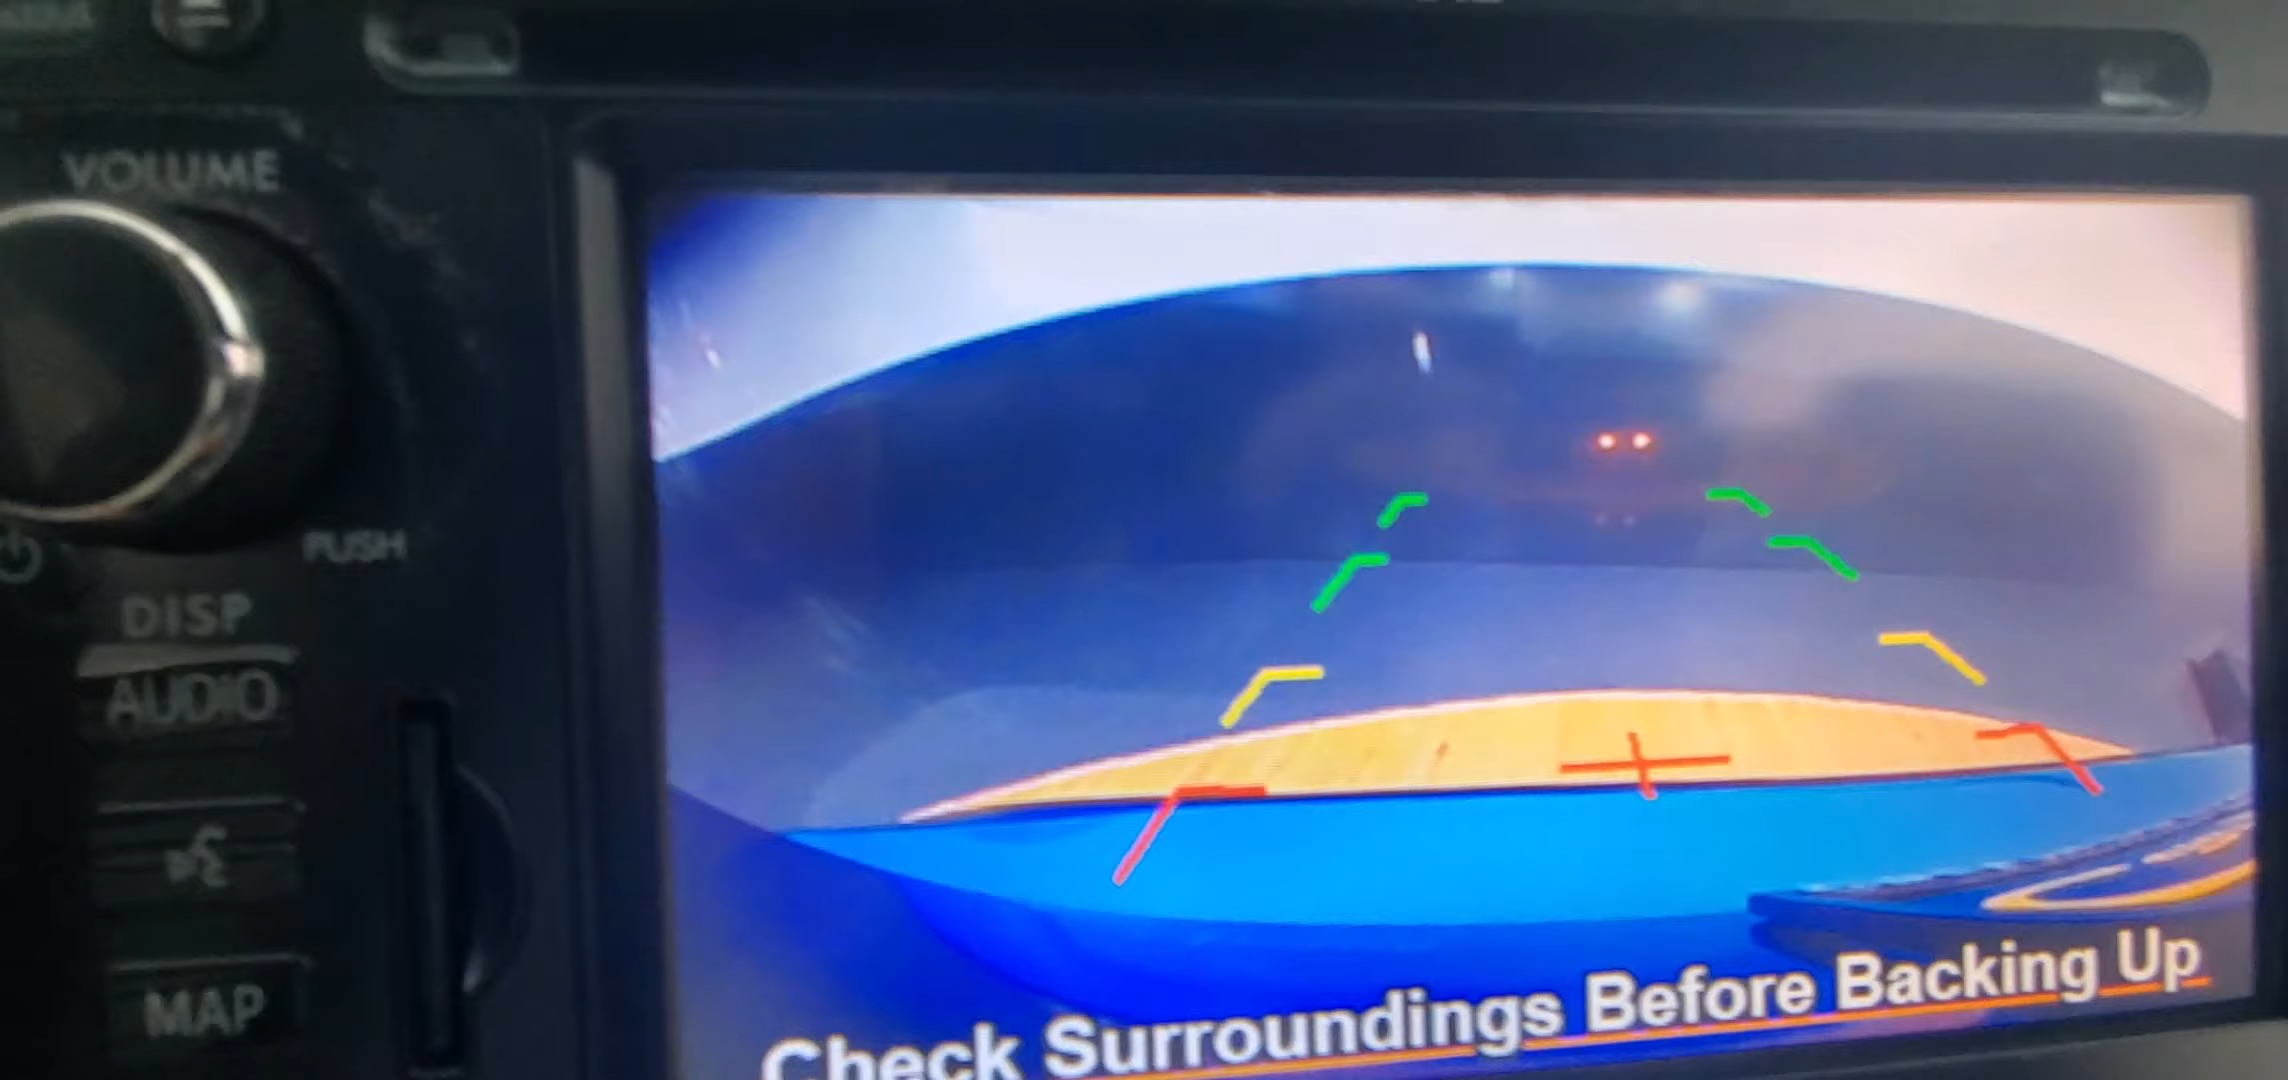 VOLUME
PUSH
DISP
AUDIO
MAP
Check Surroundings Before Backing Up